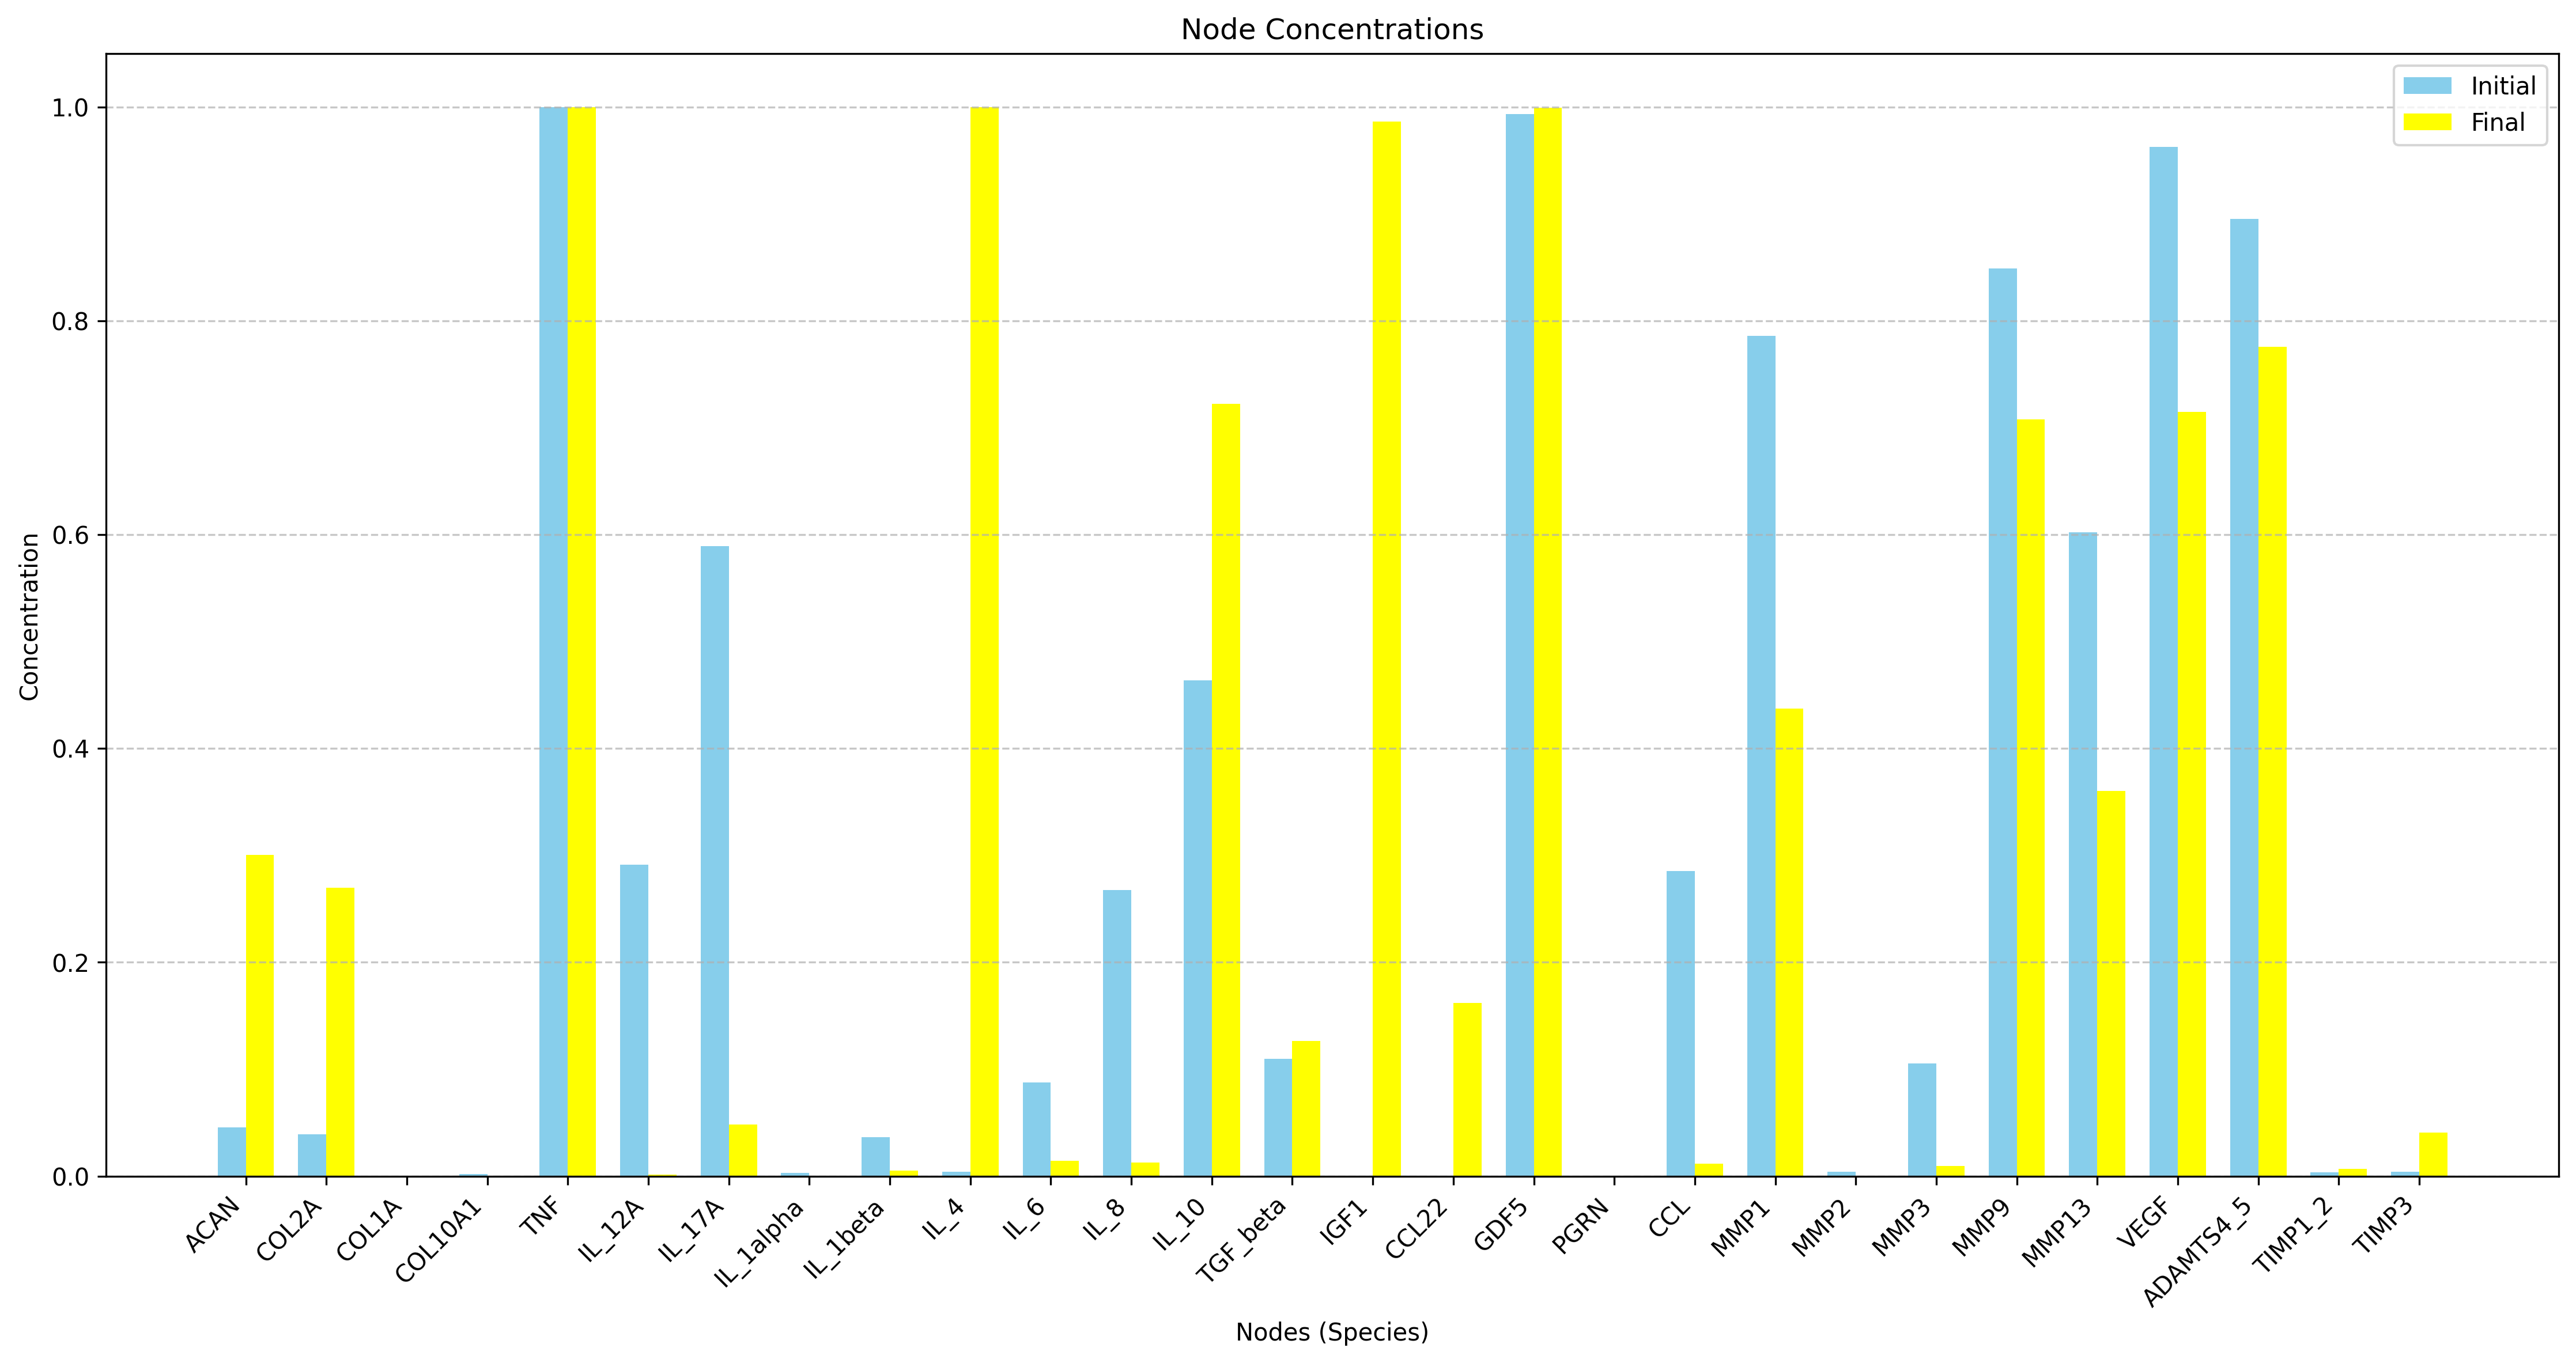 Node Concentrations
Initial
Final
Concentration
1.0
0.8
0.6
0.4
0.2
0.0
ACAN
COL2A
COL1A
COL10A1
TNF
IL_12A
IL_17A
IL_1alpha
IL_1beta
IL_4
IL_6
IL_8
IL_10
TGF_beta
IGF1
CCL22
GDF5
PGRN
CCL
MMP1
MMP2
MMP3
MMP9
MMP13
VEGF
ADAMTS4_5
TIMP1_2
TIMP3
Nodes (Species)